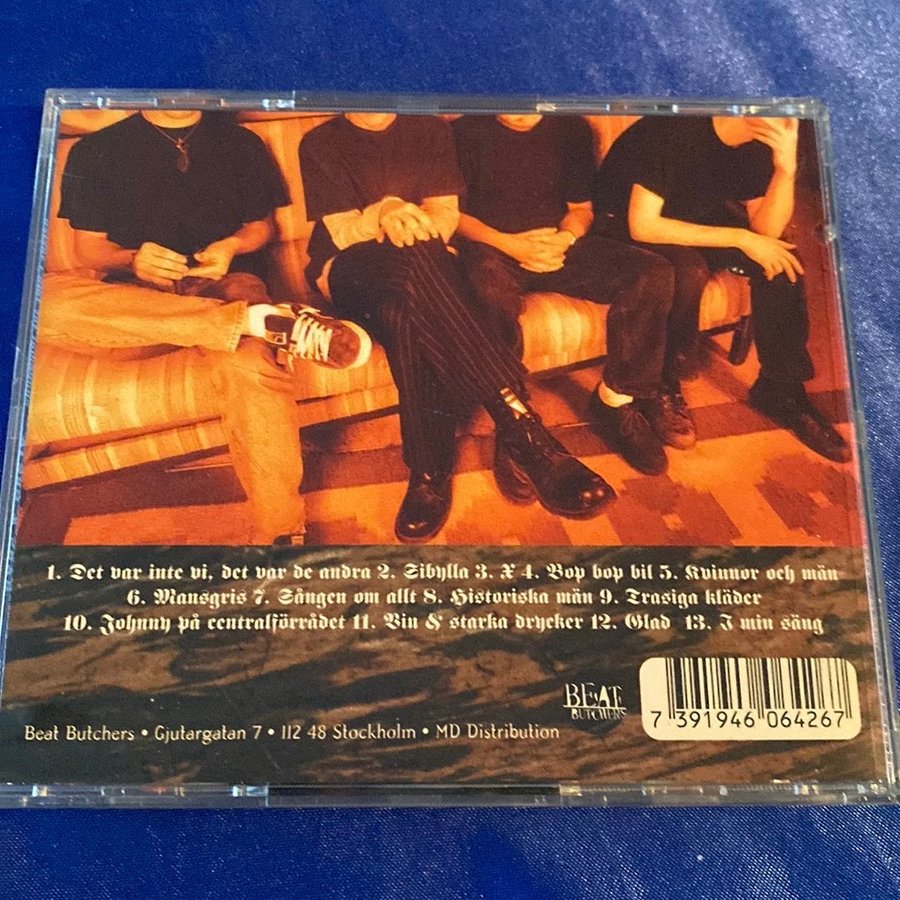 1. Det var inte vi, det var de andra 2. Sibylla 3. X 4. Bop bop bil 5. Kvinnor och män
6. Mansgris 7. Sången om allt 8. Historiska män 9. Trasiga kläder
10. Johnny på centralförrådet 11. Vin & starka drycker 12. Glad 13. I min säng
BEAT
BUTCHERS
Beat Butchers • Gjutargatan 7 • 112 48 Stockholm • MD Distribution
7 391946 064267